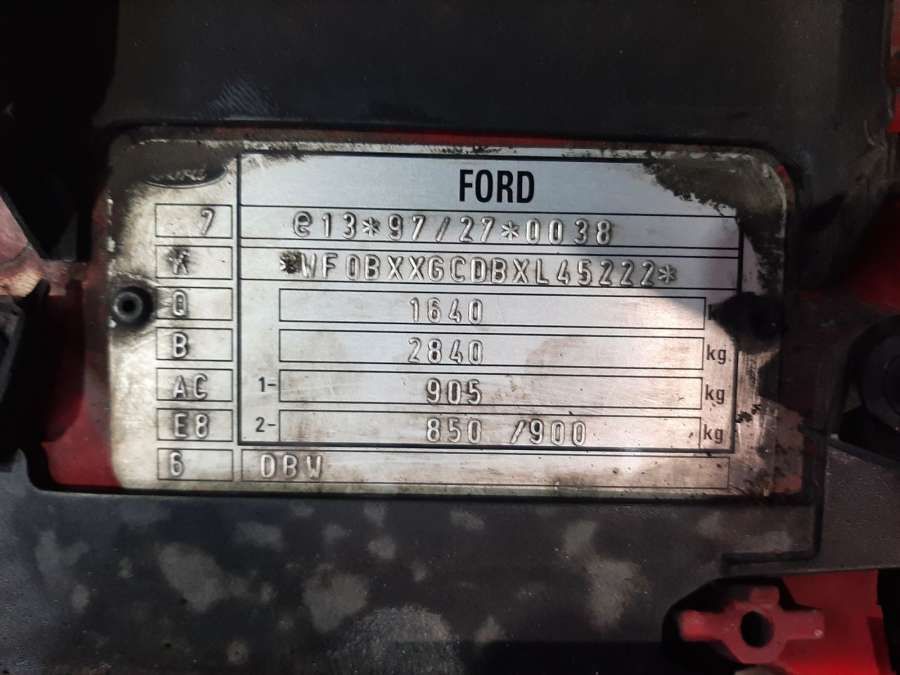 FORD
7 e13*97/27*0038
K *WF0BXXGCDBXL45222*
Q 1640
B 2840 kg
AC 1- 905 kg
E8 2- 850 /900 kg
6 DBW